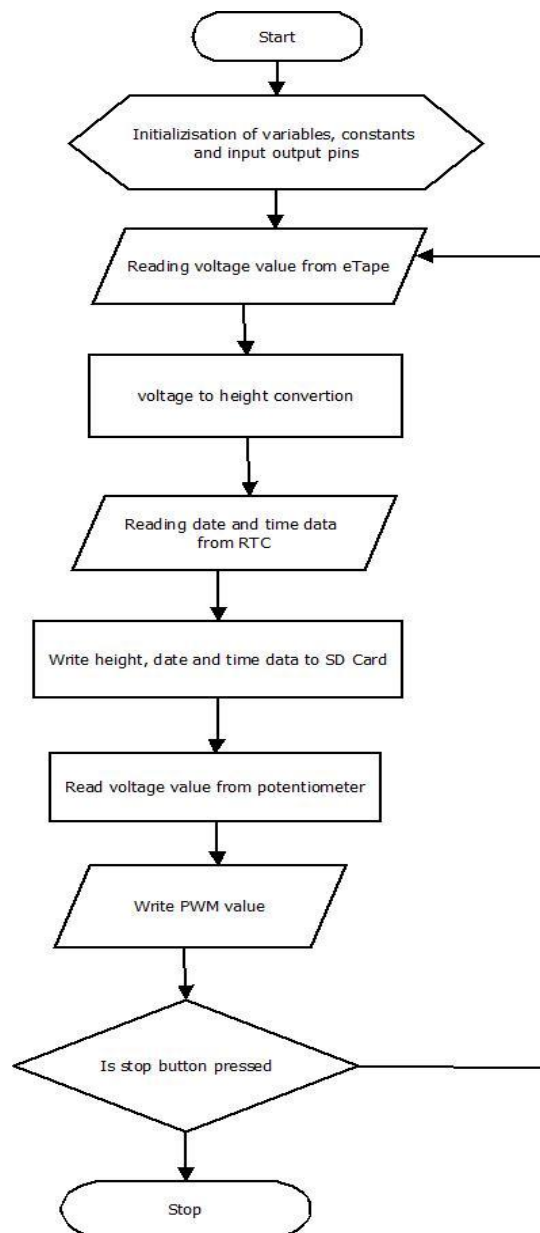 Start
Initializisation of variables, constants
and input output pins
Reading voltage value from eTape
voltage to height convertion
Reading date and time data
from RTC
Write height, date and time data to SD Card
Read voltage value from potentiometer
Write PWM value
Is stop button pressed
Stop